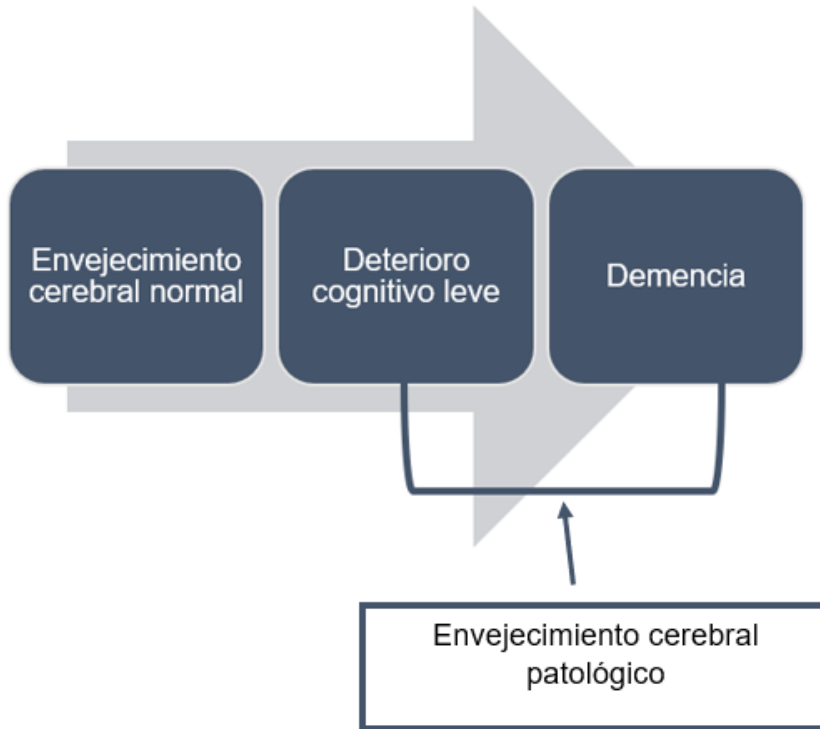 Envejecimiento
cerebral normal
Deterioro
cognitivo leve
Demencia
Envejecimiento cerebral
patológico